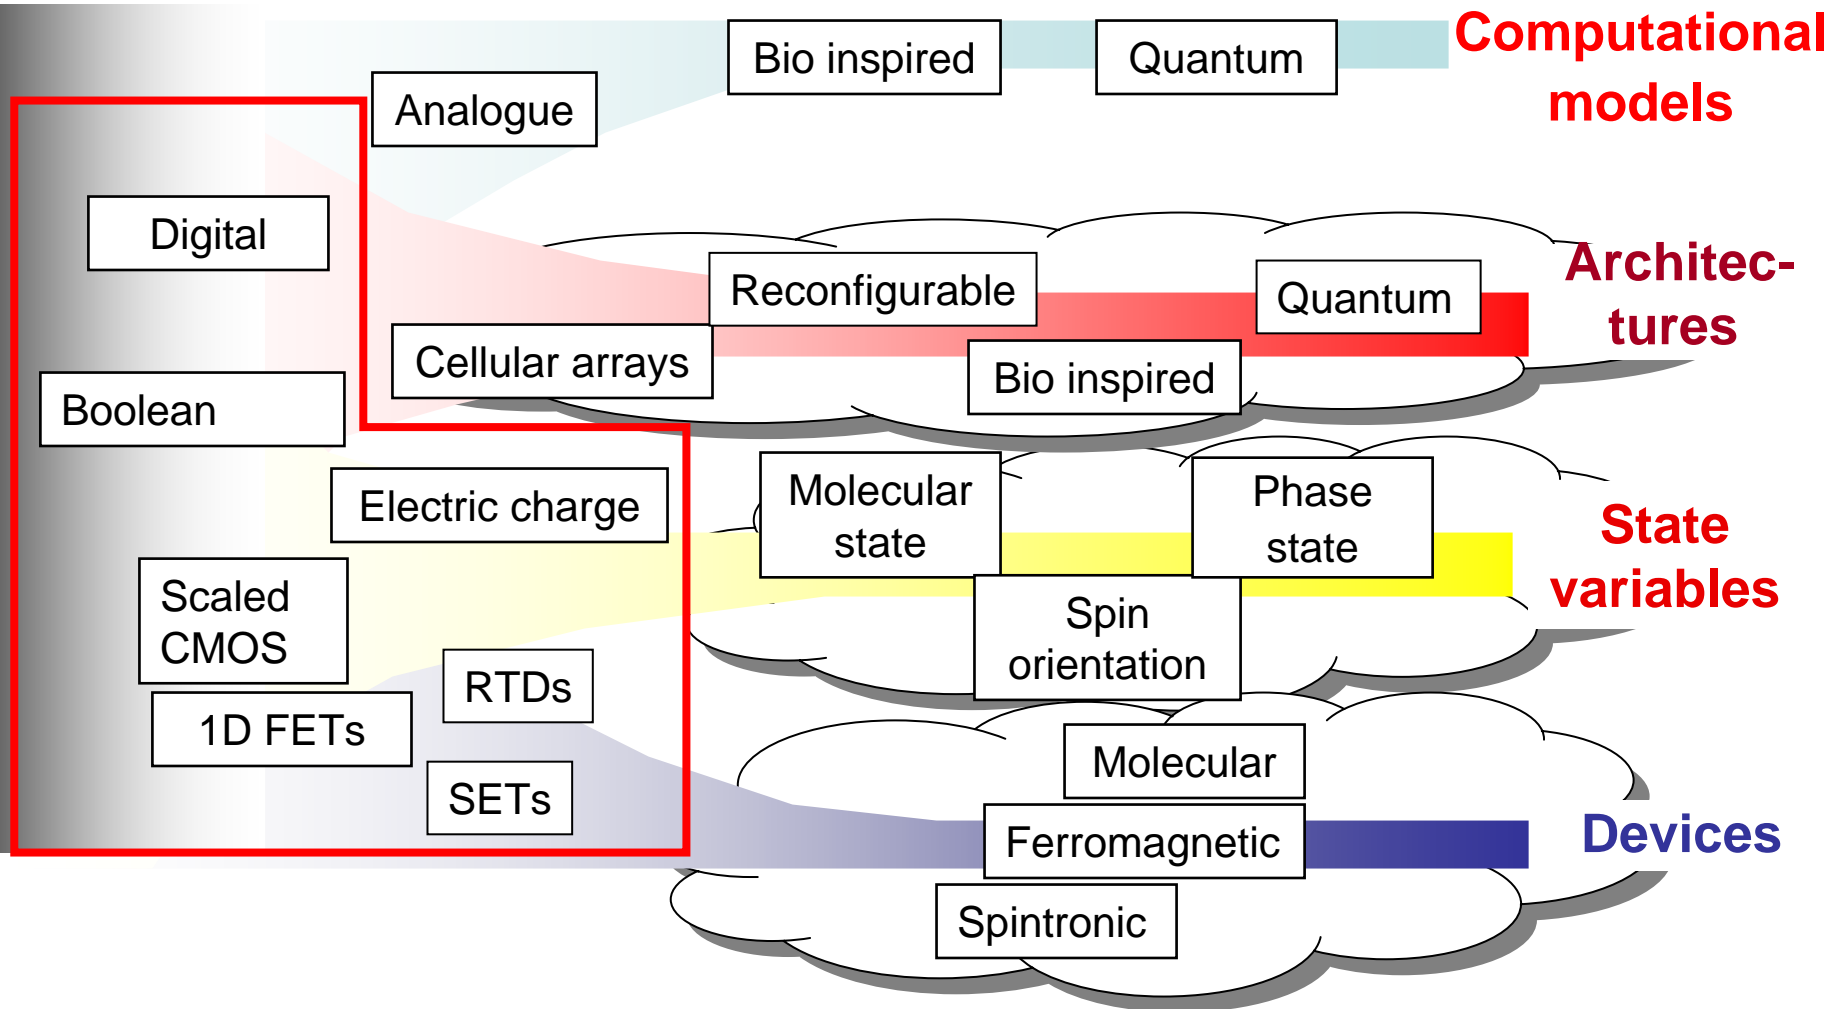 Bio inspired
Quantum
Computational
models
Analogue
Digital
Reconfigurable
Quantum
Architec-
tures
Cellular arrays
Bio inspired
Boolean
Electric charge
Molecular
state
Phase
state
State
variables
Scaled
CMOS
Spin
orientation
RTDs
1D FETs
Molecular
SETs
Ferromagnetic
Devices
Spintronic